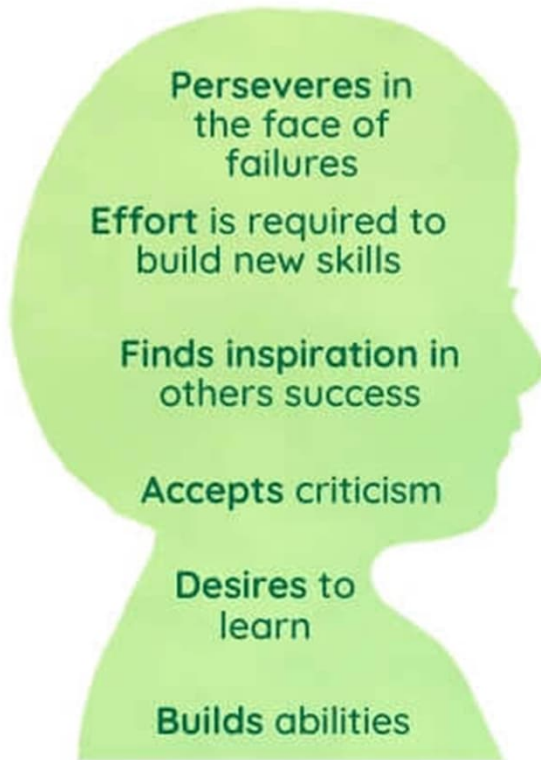 Perseveres in
the face of
failures
Effort is required to
build new skills
Finds inspiration in
others success
Accepts criticism
Desires to
learn
Builds abilities